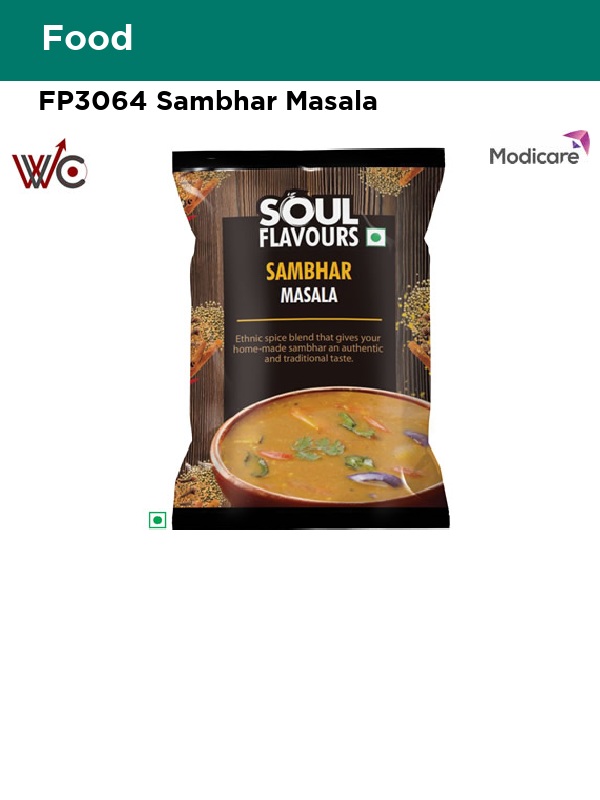 Food
FP3064 Sambhar Masala
WC
Modicare
SOUL
FLAVOURS
SAMBHAR
MASALA
Ethnic spice blend that gives your
home-made sambhar an authentic
and traditional taste.